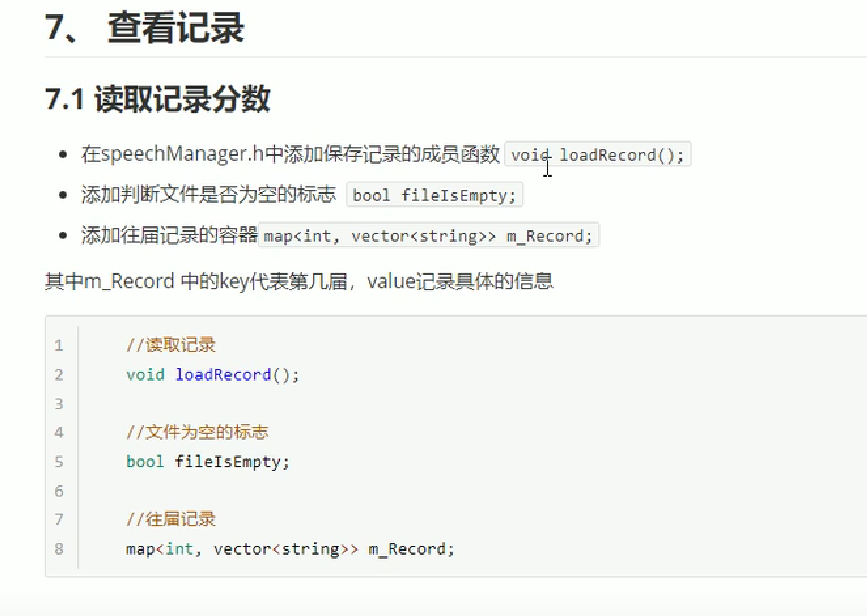 7、 查看记录
7.1 读取记录分数
• 在speechManager.h中添加保存记录的成员函数 void loadRecord();
• 添加判断文件是否为空的标志 bool fileIsEmpty;
• 添加往届记录的容器map<int, vector<string>> m_Record;
其中m_Record 中的key代表第几届，value记录具体的信息
1 //读取记录
2 void loadRecord();
3
4 //文件为空的标志
5 bool fileIsEmpty;
6
7 //往届记录
8 map<int, vector<string>> m_Record;